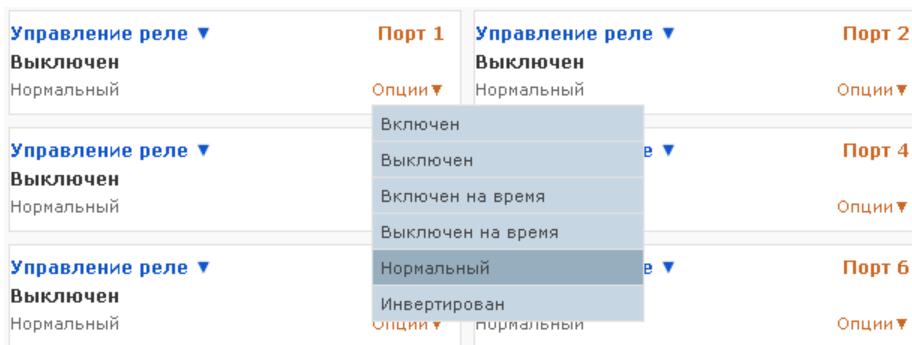 Управление реле ▼ Порт 1
Выключен
Нормальный Опции▼
Управление реле ▼ Порт 2
Выключен
Нормальный Опции▼
Включен
Выключен
Включен на время
Выключен на время
Нормальный
Инвертирован
Управление реле ▼
Выключен
Нормальный
е ▼ Порт 4
Опции▼
Управление реле ▼
Выключен
Нормальный Опции▼
е ▼ Порт 6
Нормальный Опции▼